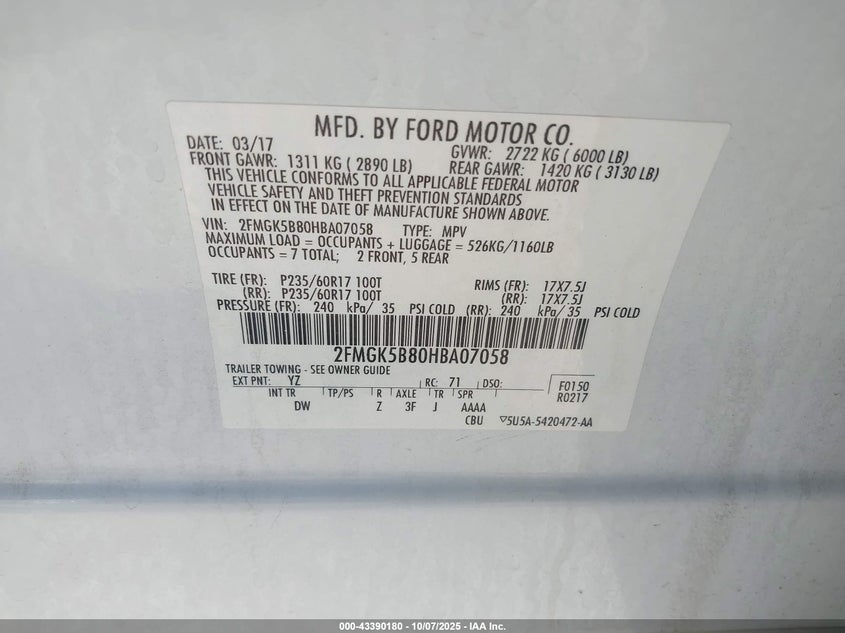 MFD. BY FORD MOTOR CO.
DATE: 03/17 GVWR: 2722 KG ( 6000 LB)
FRONT GAWR: 1311 KG ( 2890 LB) REAR GAWR: 1420 KG ( 3130 LB)
THIS VEHICLE CONFORMS TO ALL APPLICABLE FEDERAL MOTOR
VEHICLE SAFETY AND THEFT PREVENTION STANDARDS
IN EFFECT ON THE DATE OF MANUFACTURE SHOWN ABOVE.
VIN: 2FMGK5B80HBA07058 TYPE: MPV
MAXIMUM LOAD = OCCUPANTS + LUGGAGE = 526KG/1160LB
OCCUPANTS = 7 TOTAL; 2 FRONT, 5 REAR
TIRE (FR): P235/60R17 100T RIMS (FR): 17X7.5J
(RR): P235/60R17 100T (RR): 17X7.5J
PRESSURE (FR): 240 kPa/ 35 PSI COLD (RR): 240 kPa/ 35 PSI COLD
2FMGK5B80HBA07058
TRAILER TOWING - SEE OWNER GUIDE
EXT PNT: YZ RC: 71 DSO: F0150
INT TR TP/PS R AXLE TR SPR R0217
DW Z 3F J AAAA
CBU ▽5U5A-5420472-AA
000-43390180 - 10/07/2025 - IAA Inc.